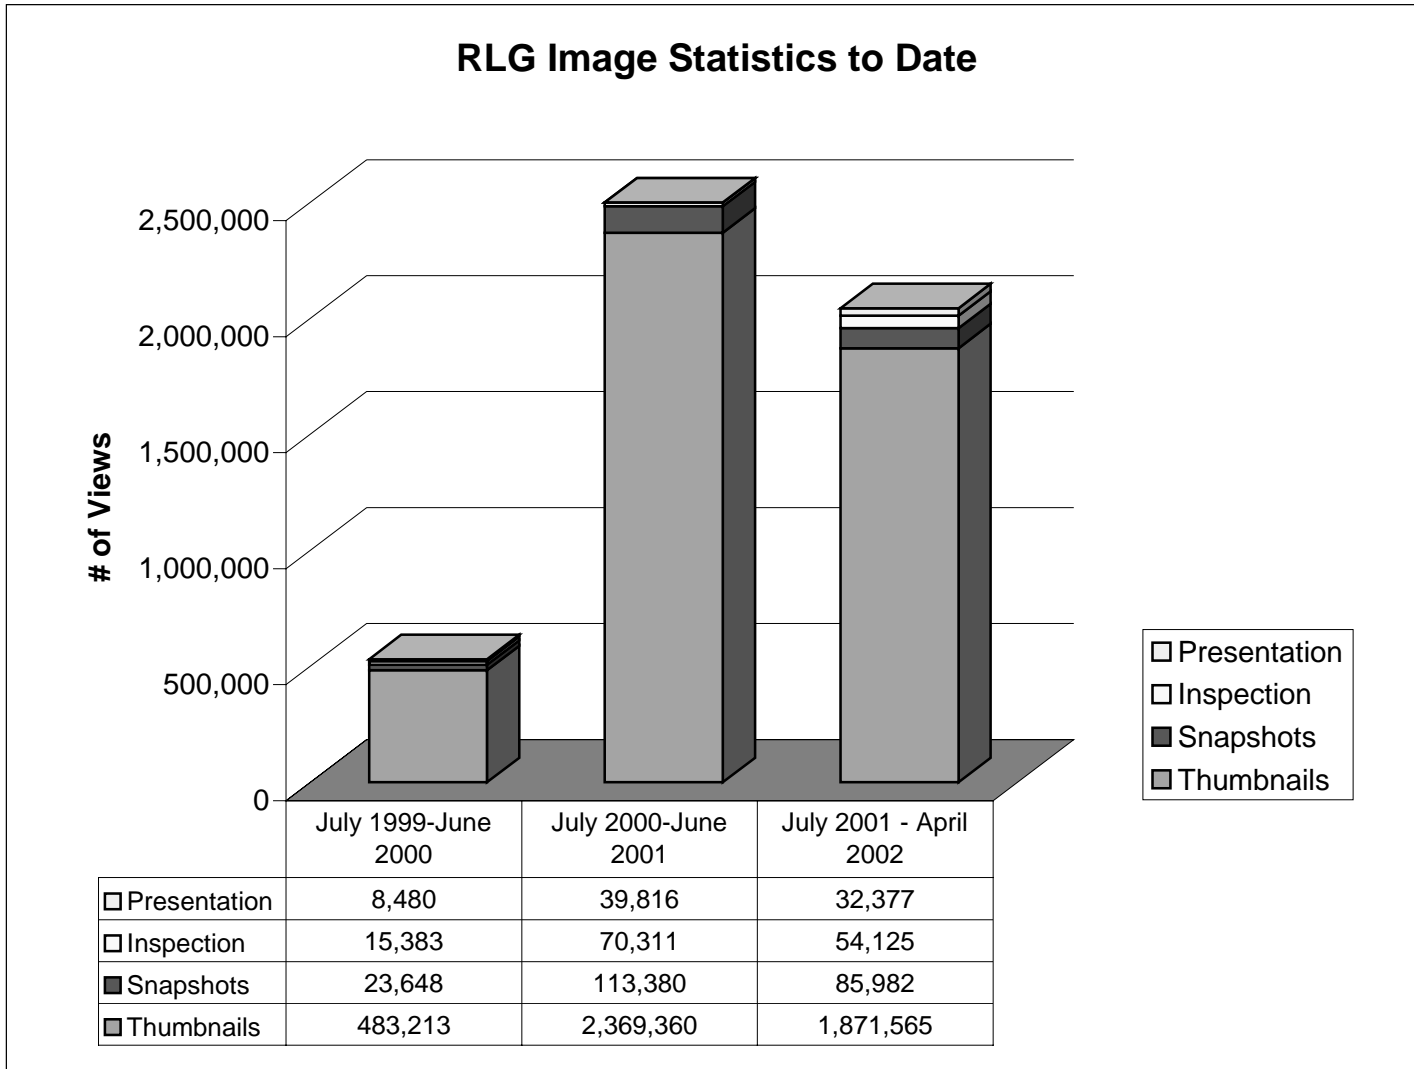 RLG Image Statistics to Date
# of Views
2,500,000
2,000,000
1,500,000
1,000,000
500,000
0
Presentation
Inspection
Snapshots
Thumbnails
July 1999-June 2000
July 2000-June 2001
July 2001 - April 2002
Presentation 8,480 39,816 32,377
Inspection 15,383 70,311 54,125
Snapshots 23,648 113,380 85,982
Thumbnails 483,213 2,369,360 1,871,565